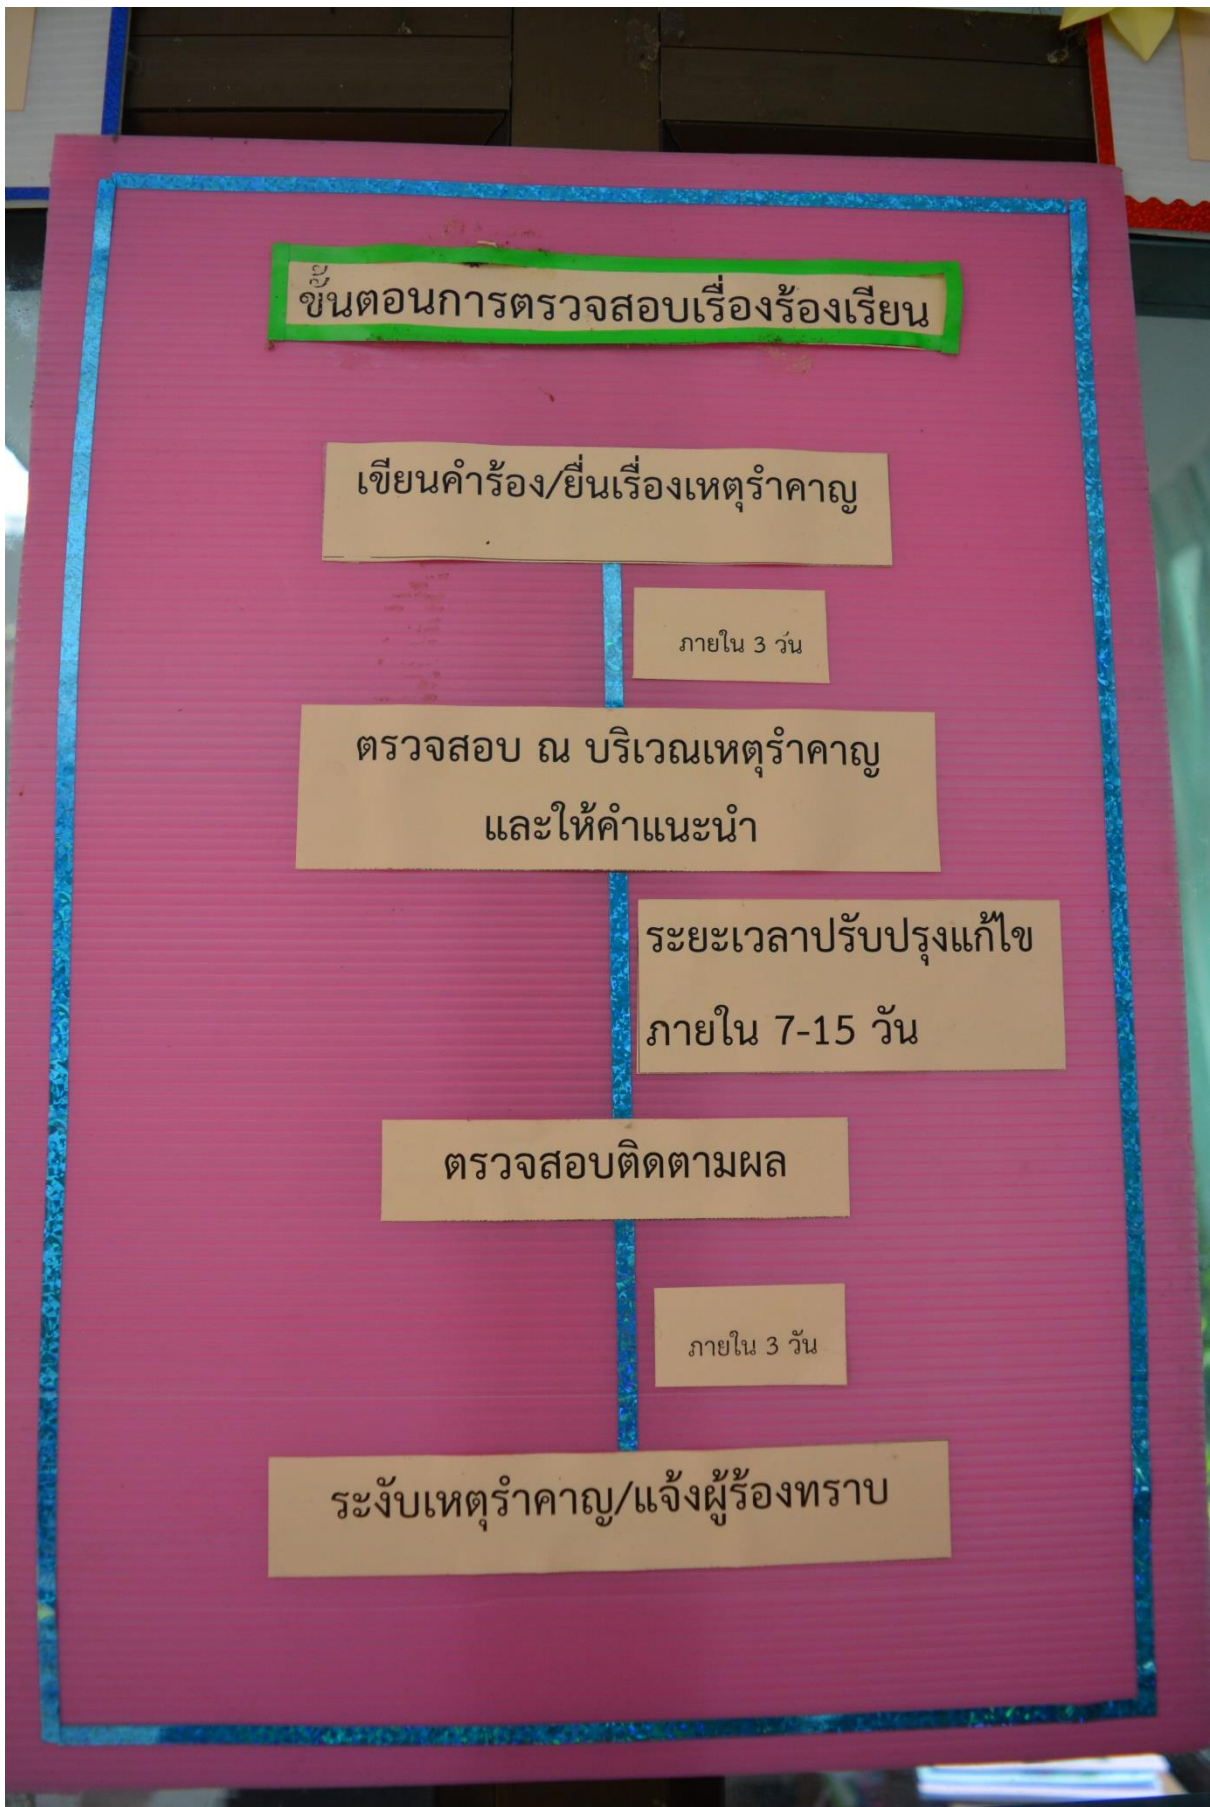 ขั้นตอนการตรวจสอบเรื่องร้องเรียน
เขียนคำร้อง/ยื่นเรื่องเหตุรำคาญ
ภายใน 3 วัน
ตรวจสอบ ณ บริเวณเหตุรำคาญ
และให้คำแนะนำ
ระยะเวลาปรับปรุงแก้ไข
ภายใน 7-15 วัน
ตรวจสอบติดตามผล
ภายใน 3 วัน
ระงับเหตุรำคาญ/แจ้งผู้ร้องทราบ